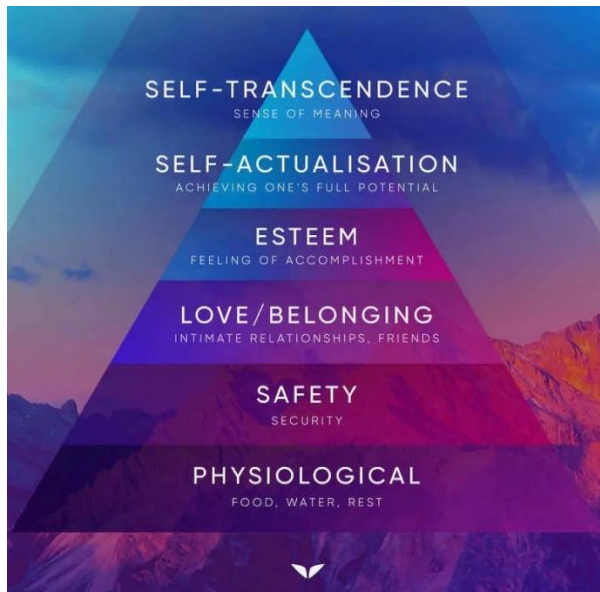 SELF-TRANSCENDENCE
SENSE OF MEANING
SELF-ACTUALISATION
ACHIEVING ONE'S FULL POTENTIAL
ESTEEM
FEELING OF ACCOMPLISHMENT
LOVE/BELONGING
INTIMATE RELATIONSHIPS, FRIENDS
SAFETY
SECURITY
PHYSIOLOGICAL
FOOD, WATER, REST